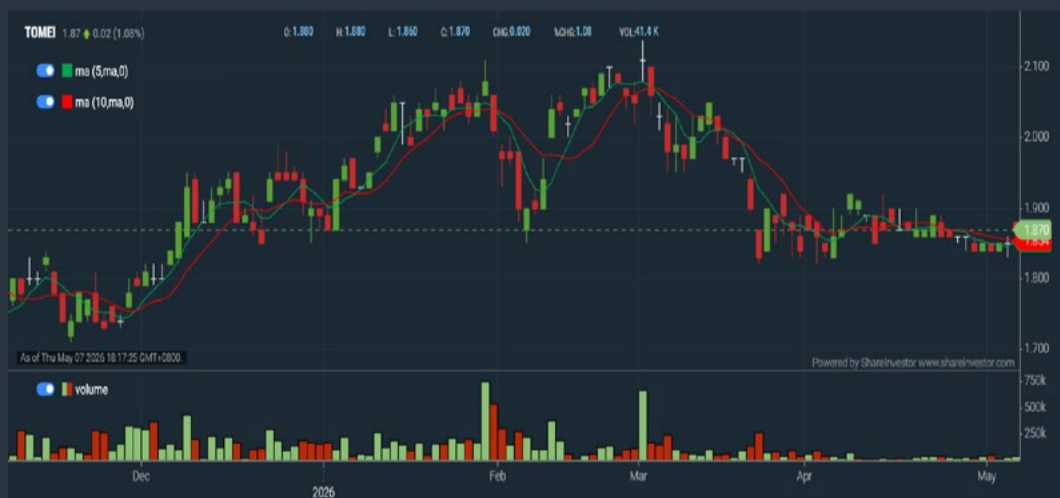 TOMEI 1.87 0.02 (1.08%) O: 1.880 H: 1.880 L: 1.860 C: 1.870 CHG:0.020 %CHG:1.08 VOL:41.4 K
ma (5,ma,0)
ma (10,ma,0)
2.100
2.000
1.900
1.870
1.800
1.700
As of Thu May 07 2026 18:17:25 GMT+0800.
Powered by ShareInvestor www.shareinvestor.com
volume
750k
500k
250k
Dec Feb Mar Apr May
2026